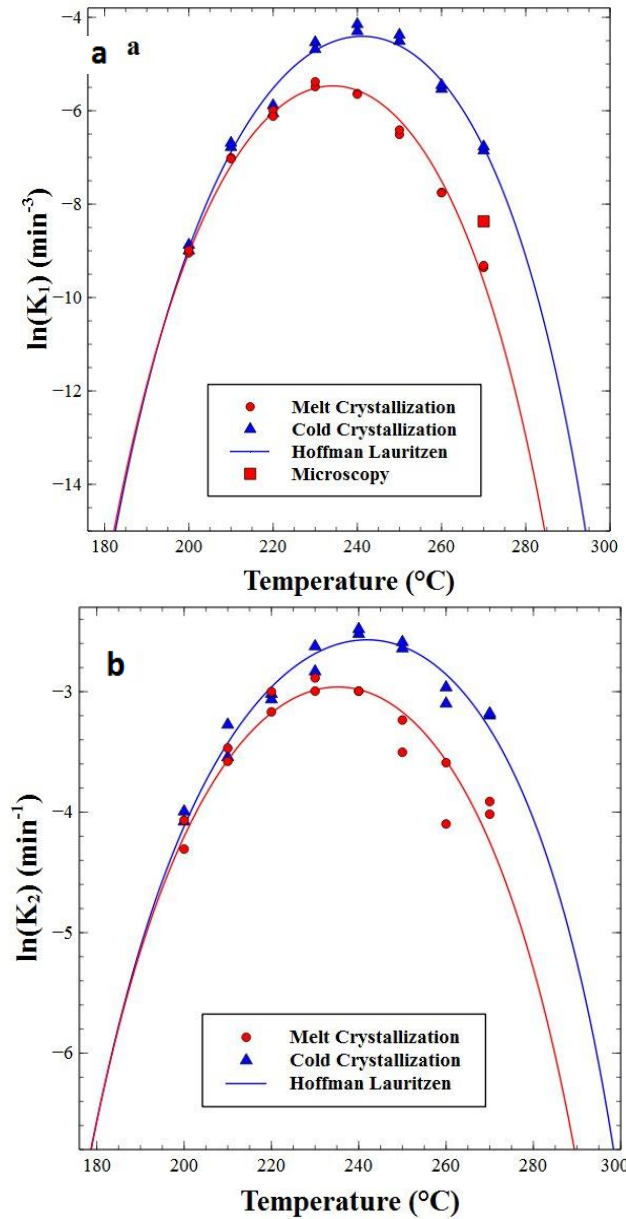 a a
−4
−6
−8
−10
−12
−14
ln(K1) (min-3)
Melt Crystallization
Cold Crystallization
Hoffman Lauritzen
Microscopy
180 200 220 240 260 280 300
Temperature (°C)
b
−3
−4
−5
−6
ln(K2) (min-1)
Melt Crystallization
Cold Crystallization
Hoffman Lauritzen
180 200 220 240 260 280 300
Temperature (°C)